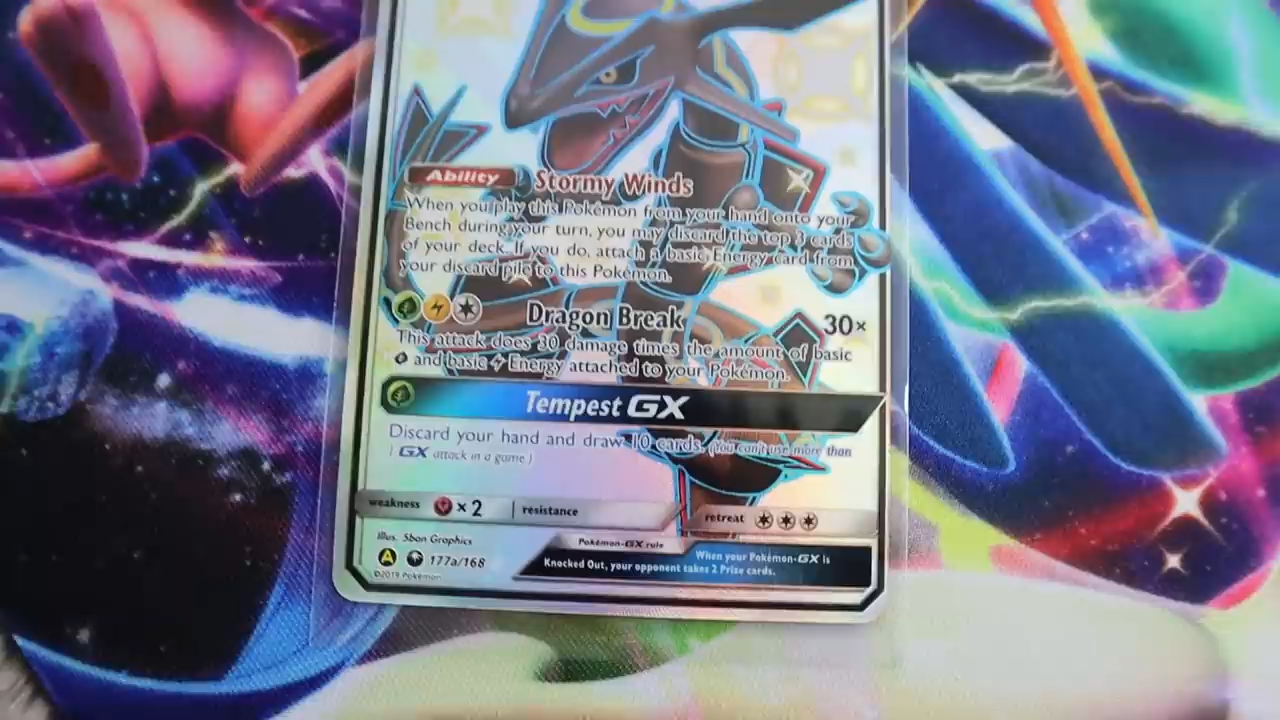 Ability Stormy Winds
When you play this Pokémon from your hand onto your
Bench during your turn, you may discard the top 3 cards
of your deck. If you do, attach a basic Energy card from
your discard pile to this Pokémon.
Dragon Break 30×
This attack does 30 damage times the amount of basic
and basic Energy attached to your Pokémon.
Tempest GX
Discard your hand and draw 10 cards. (You can't use more than
1 GX attack in a game.)
weakness ×2 resistance retreat
Illus. 5ban Graphics
A 177a/168
©2019 Pokémon
Pokémon-GX rule
When your Pokémon-GX is
Knocked Out, your opponent takes 2 Prize cards.